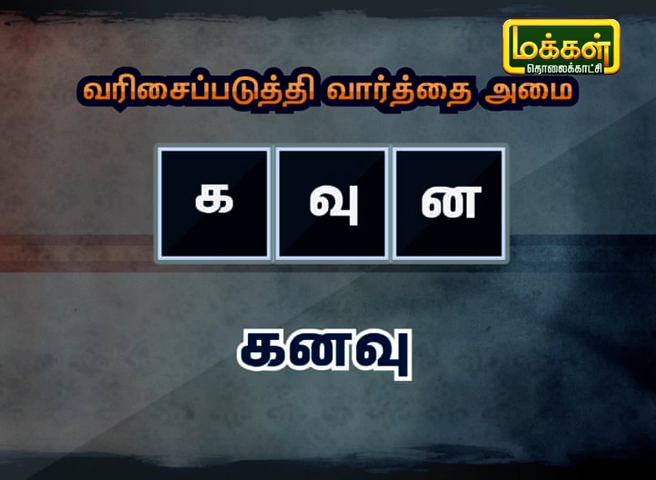 மக்கள்
தொலைக்காட்சி
வரிசைப்படுத்தி வார்த்தை அமை
க வு ன
கனவு